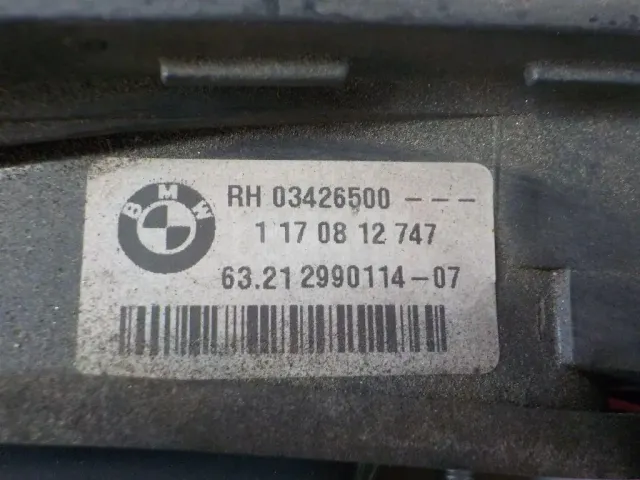 BMW
RH 03426500 ---
1 17 08 12 747
63.21 2990114-07